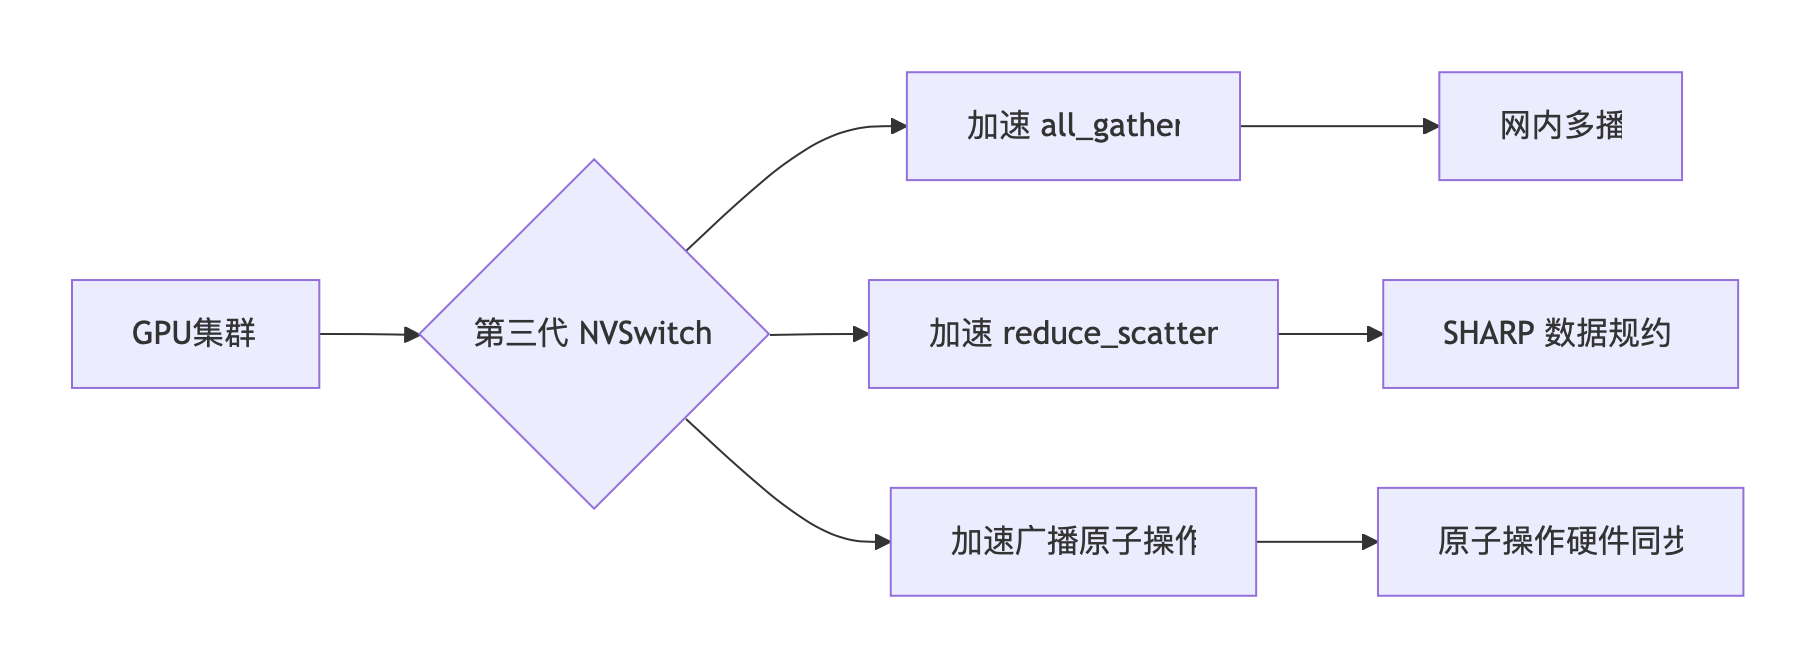 GPU集群
第三代 NVSwitch
加速 all_gather
网内多播
加速 reduce_scatter
SHARP 数据规约
加速广播原子操作
原子操作硬件同步